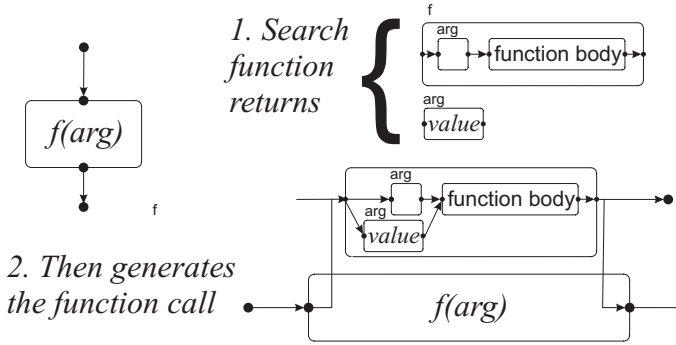 f
1. Search
function
returns
arg
function body
arg
value
f(arg)
f
arg
function body
arg
value
2. Then generates
the function call
f(arg)